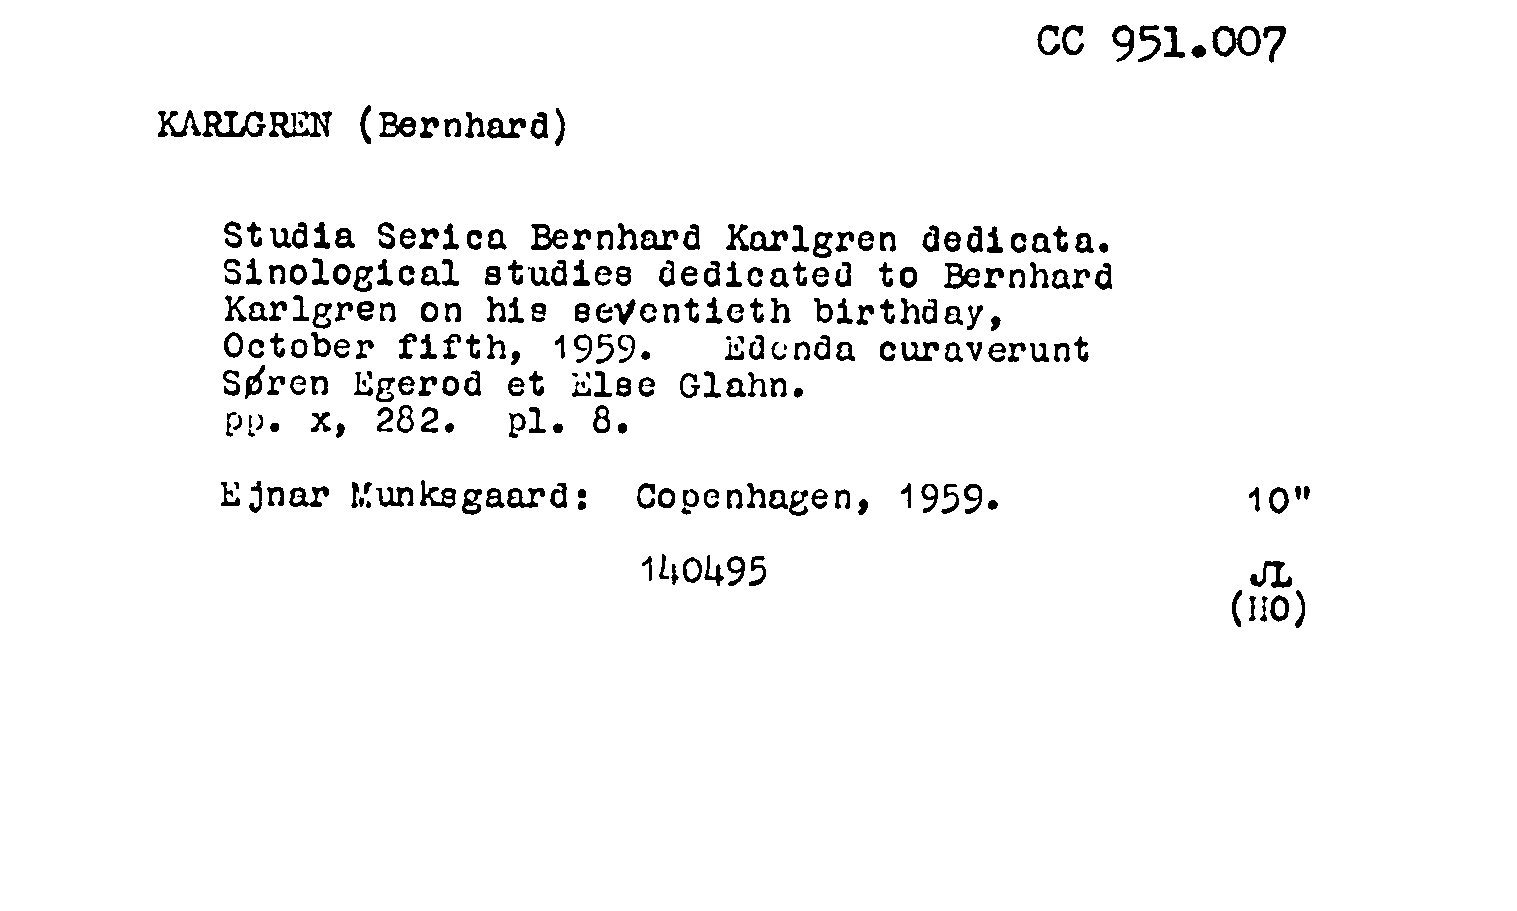 CC 951.007
KARLGREN (Bernhard)
Studia Serica Bernhard Karlgren dedicata.
Sinological studies dedicated to Bernhard
Karlgren on his seventieth birthday,
October fifth, 1959. Edenda curaverunt
Søren Egerod et Else Glahn.
pp. x, 282. pl. 8.
Ejnar Munksgaard: Copenhagen, 1959. 10"
140495 JL
(HO)